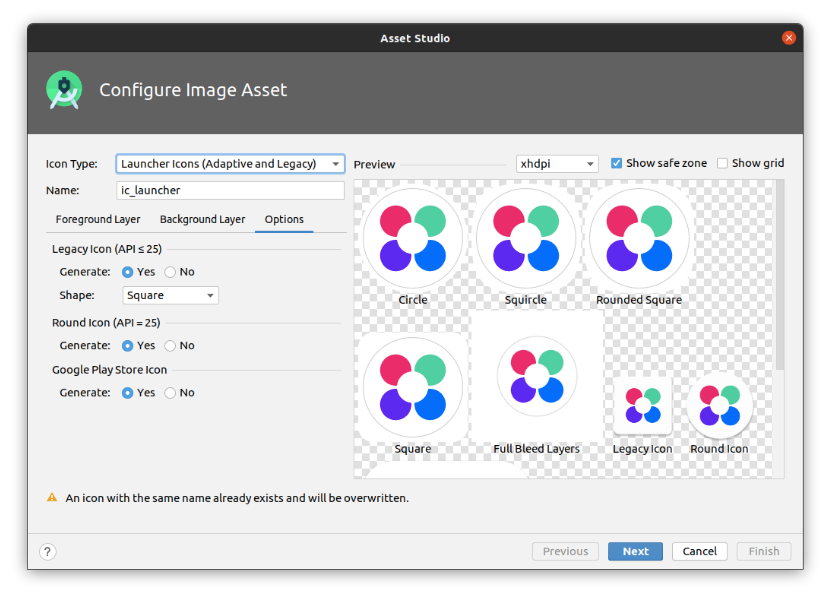 Asset Studio
Configure Image Asset
Icon Type: Launcher Icons (Adaptive and Legacy)
Name: ic_launcher
Foreground Layer Background Layer Options
Legacy Icon (API ≤ 25)
Generate: Yes No
Shape: Square
Round Icon (API = 25)
Generate: Yes No
Google Play Store Icon
Generate: Yes No
Preview xhdpi Show safe zone Show grid
Circle Squircle Rounded Square
Square Full Bleed Layers Legacy Icon Round Icon
An icon with the same name already exists and will be overwritten.
? Previous Next Cancel Finish